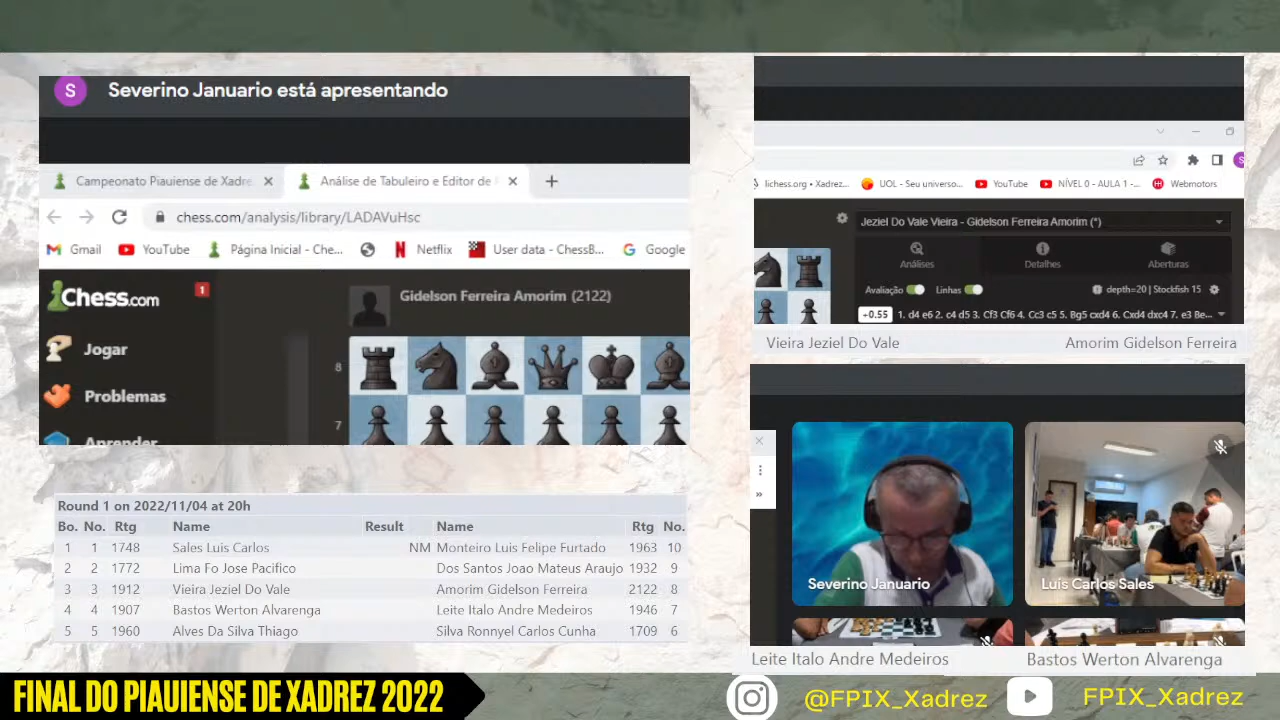 S Severino Januario está apresentando
Campeonato Piauiense de Xadre × Análise de Tabuleiro e Editor de × +
chess.com/analysis/library/LADAVuHsc
Gmail YouTube Página Inicial - Che... Netflix User data - ChessB... Google
Chess.com 1
Gidelson Ferreira Amorim (2122)
Jogar
Problemas
Aprender
8
7
lichess.org • Xadrez... UOL - Seu universo... YouTube NÍVEL 0 - AULA 1 -... Webmotors
Jeziel Do Vale Vieira - Gidelson Ferreira Amorim (*)
Análises Detalhes Aberturas
Avaliação Linhas depth=20 | Stockfish 15
+0.55 1. d4 e6 2. c4 d5 3. Cf3 Cf6 4. Cc3 c5 5. Bg5 cxd4 6. Cxd4 dxc4 7. e3 Be...
Vieira Jeziel Do Vale Amorim Gidelson Ferreira
Severino Januario
Luís Carlos Sales
Leite Italo Andre Medeiros Bastos Werton Alvarenga
Round 1 on 2022/11/04 at 20h
Bo. No. Rtg Name Result Name Rtg No.
1 1 1748 Sales Luis Carlos NM Monteiro Luis Felipe Furtado 1963 10
2 2 1772 Lima Fo Jose Pacifico Dos Santos Joao Mateus Araujo 1932 9
3 3 1912 Vieira Jeziel Do Vale Amorim Gidelson Ferreira 2122 8
4 4 1907 Bastos Werton Alvarenga Leite Italo Andre Medeiros 1946 7
5 5 1960 Alves Da Silva Thiago Silva Ronnyel Carlos Cunha 1709 6
FINAL DO PIAUIENSE DE XADREZ 2022
@FPIX_Xadrez FPIX_Xadrez